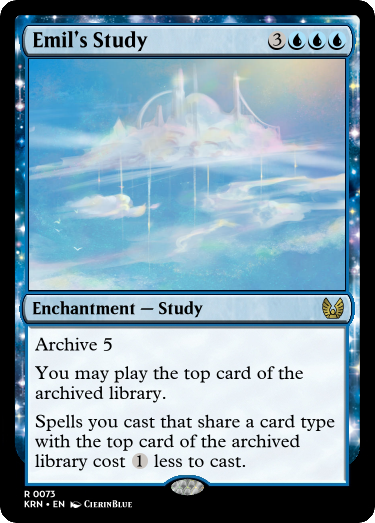 Emil's Study 3
Enchantment — Study
Archive 5
You may play the top card of the
archived library.
Spells you cast that share a card type
with the top card of the archived
library cost 1 less to cast.
R 0073
KRN • EN CierinBlue